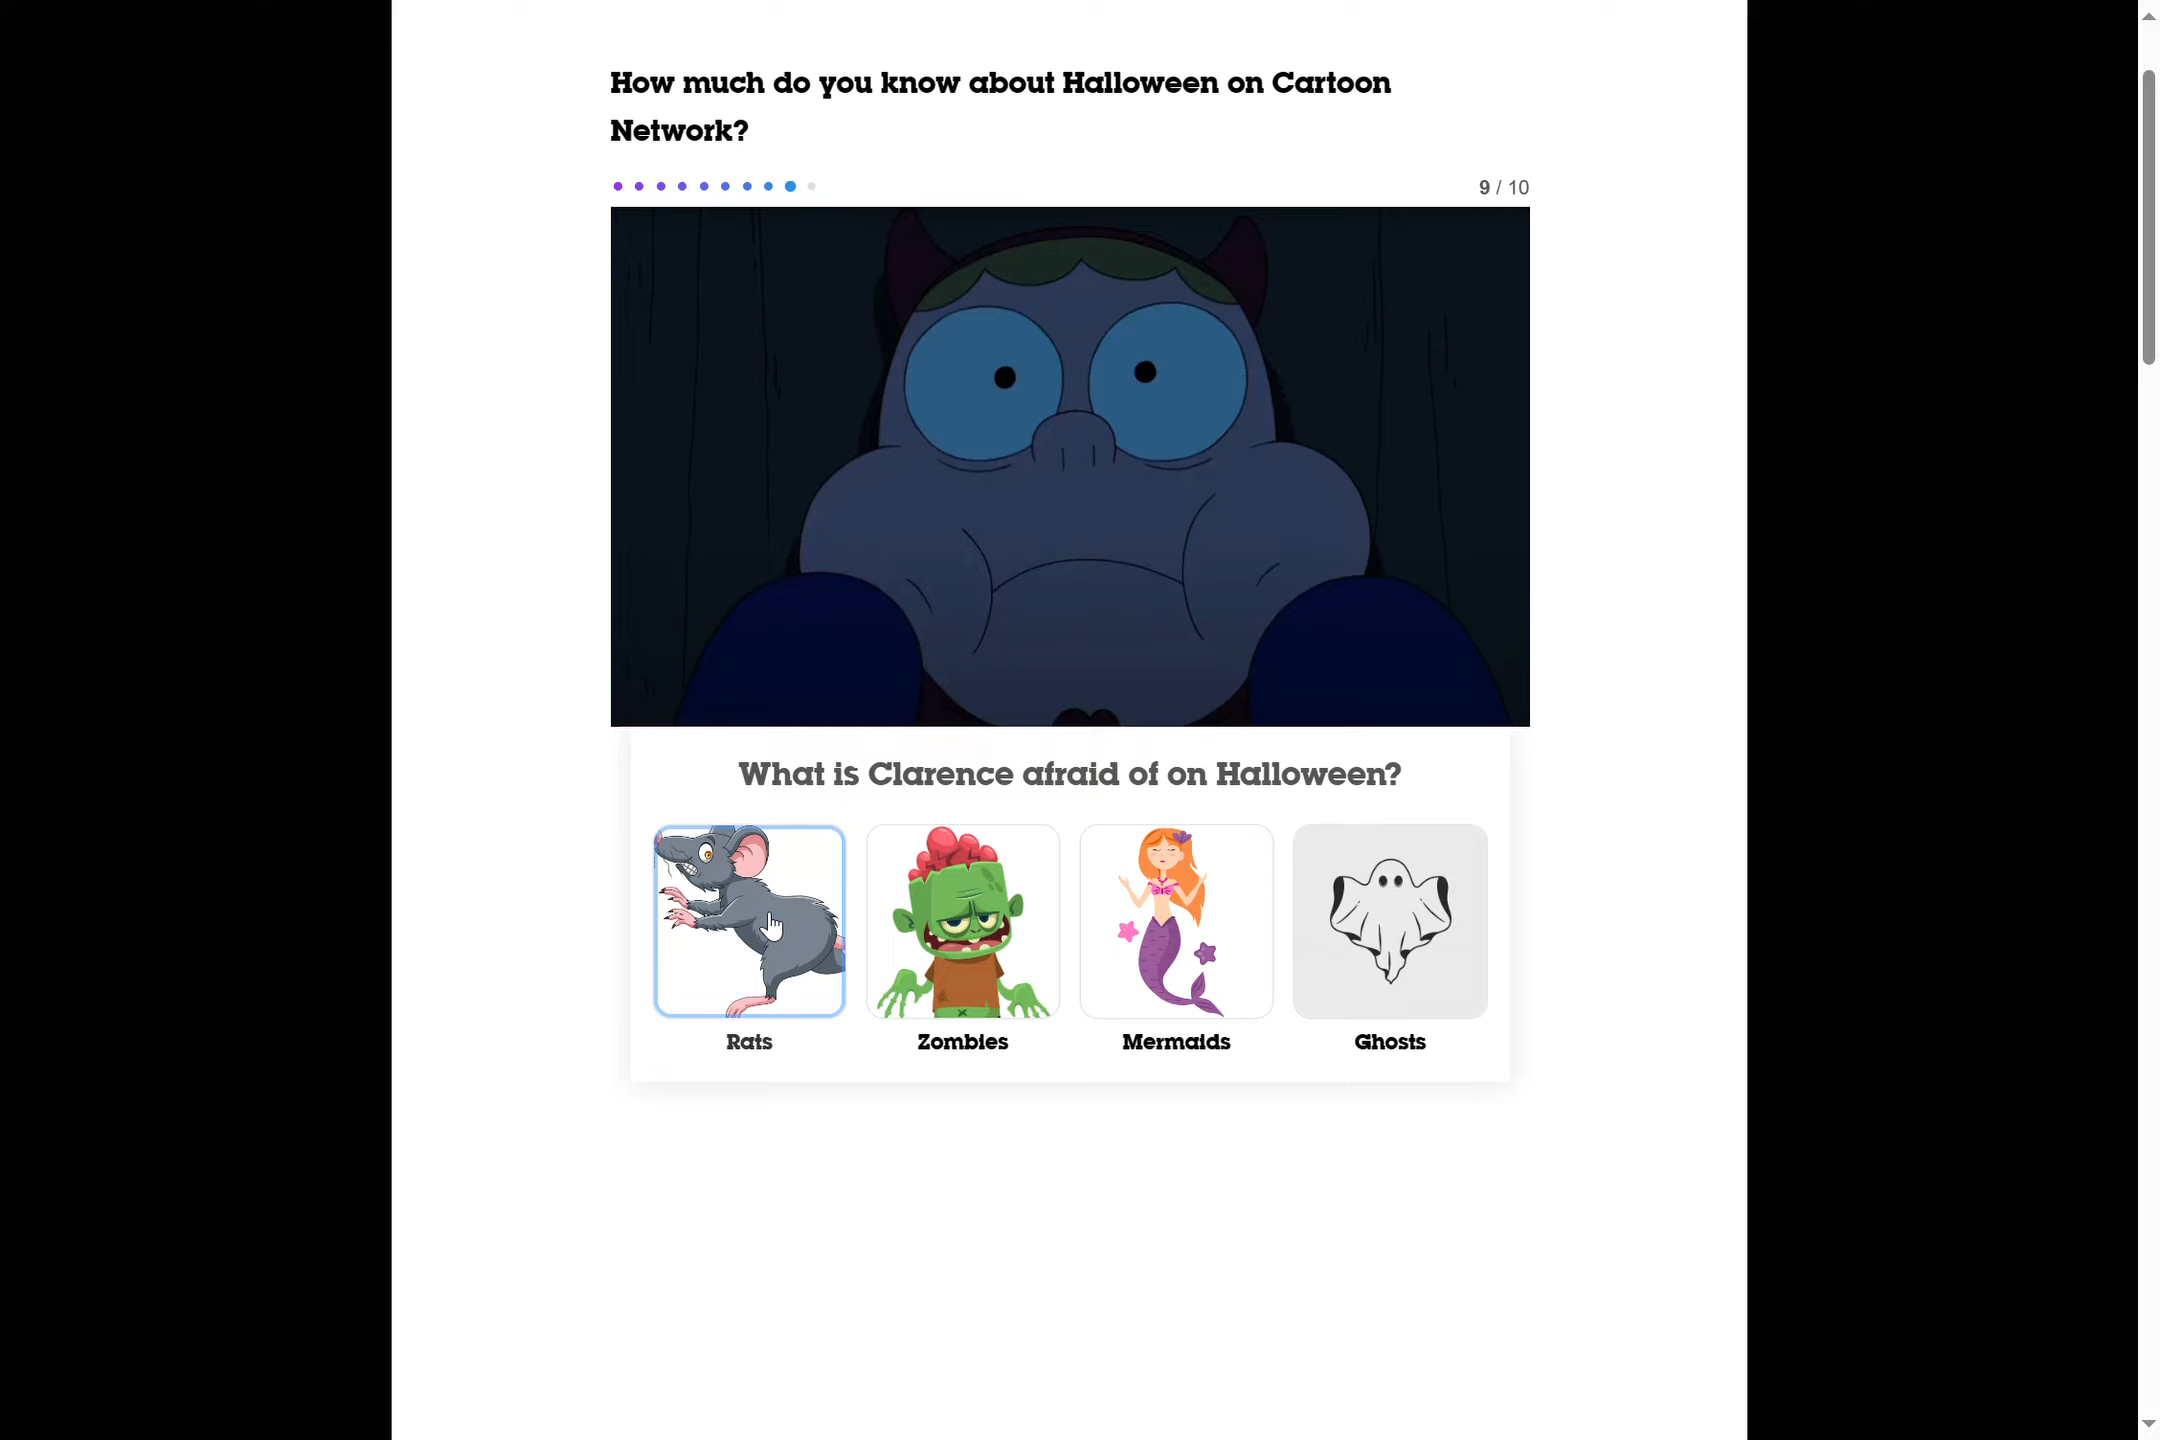 How much do you know about Halloween on Cartoon
Network?
9 / 10
What is Clarence afraid of on Halloween?
Rats
Zombies
Mermaids
Ghosts